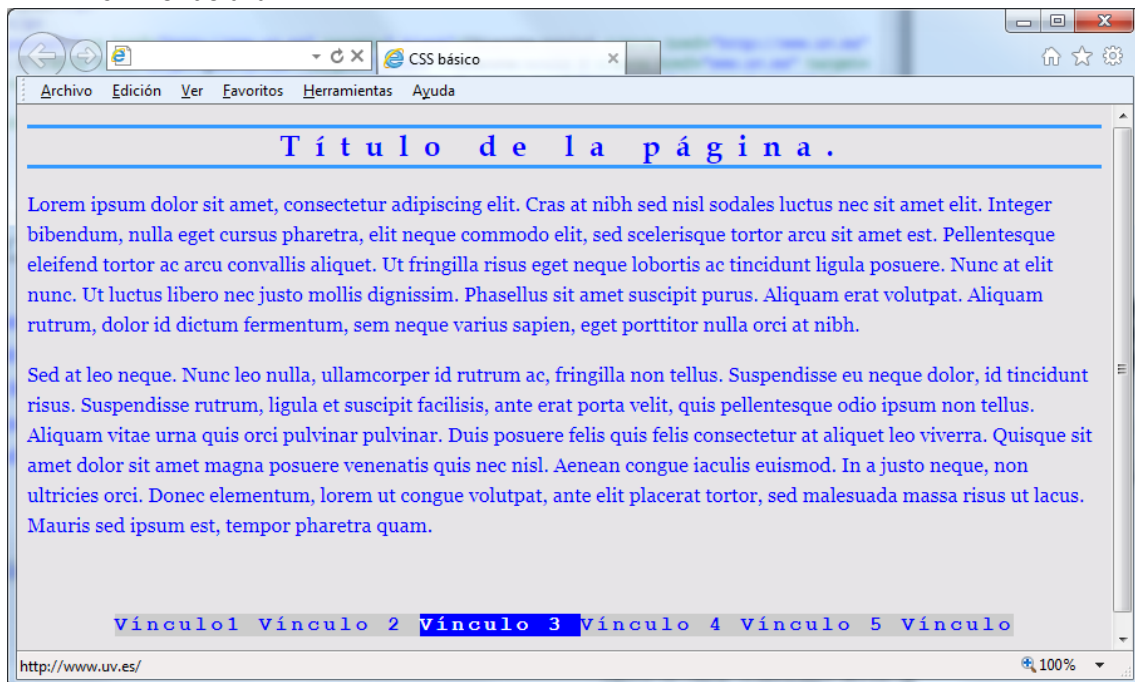 CSS básico
Archivo Edición Ver Favoritos Herramientas Ayuda
Título de la página.
Lorem ipsum dolor sit amet, consectetur adipiscing elit. Cras at nibh sed nisl sodales luctus nec sit amet elit. Integer
bibendum, nulla eget cursus pharetra, elit neque commodo elit, sed scelerisque tortor arcu sit amet est. Pellentesque
eleifend tortor ac arcu convallis aliquet. Ut fringilla risus eget neque lobortis ac tincidunt ligula posuere. Nunc at elit
nunc. Ut luctus libero nec justo mollis dignissim. Phasellus sit amet suscipit purus. Aliquam erat volutpat. Aliquam
rutrum, dolor id dictum fermentum, sem neque varius sapien, eget porttitor nulla orci at nibh.
Sed at leo neque. Nunc leo nulla, ullamcorper id rutrum ac, fringilla non tellus. Suspendisse eu neque dolor, id tincidunt
risus. Suspendisse rutrum, ligula et suscipit facilisis, ante erat porta velit, quis pellentesque odio ipsum non tellus.
Aliquam vitae urna quis orci pulvinar pulvinar. Duis posuere felis quis felis consectetur at aliquet leo viverra. Quisque sit
amet dolor sit amet magna posuere venenatis quis nec nisl. Aenean congue iaculis euismod. In a justo neque, non
ultricies orci. Donec elementum, lorem ut congue volutpat, ante elit placerat tortor, sed malesuada massa risus ut lacus.
Mauris sed ipsum est, tempor pharetra quam.
Vínculo1 Vínculo 2 Vínculo 3 Vínculo 4 Vínculo 5 Vínculo
http://www.uv.es/ 100%